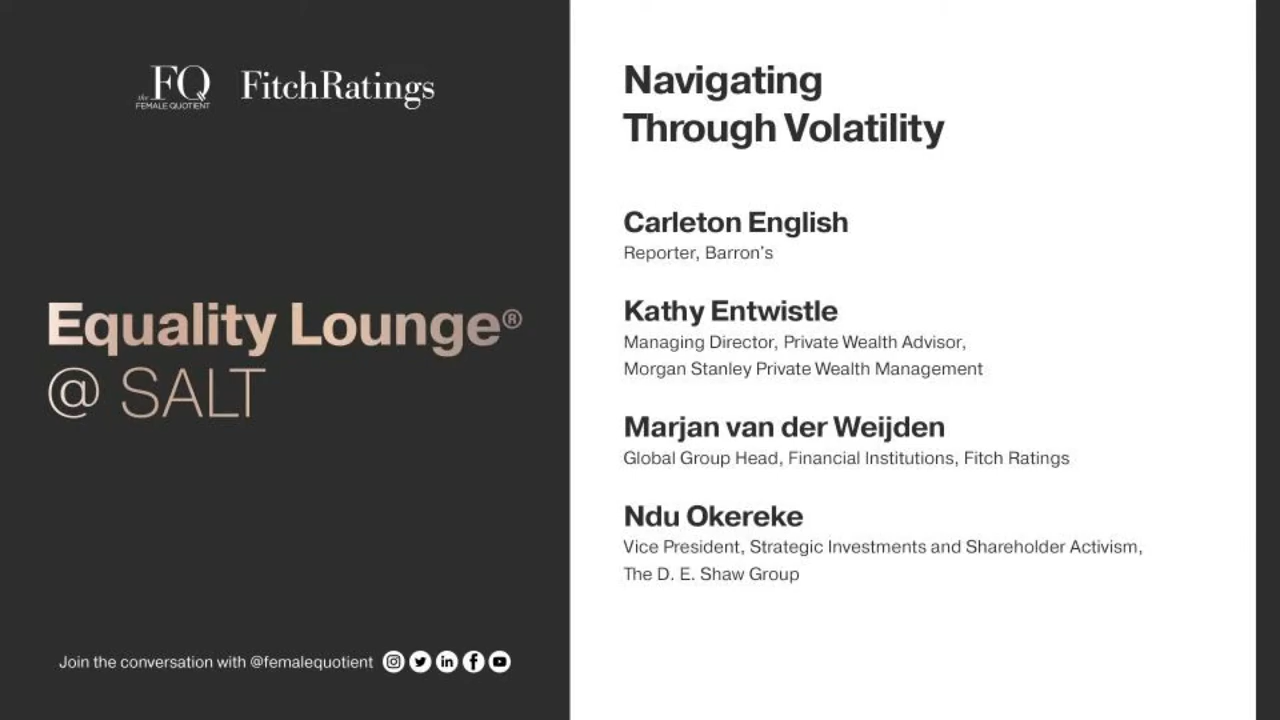 the FQ
FEMALE QUOTIENT
FitchRatings
Equality Lounge®
@ SALT
Join the conversation with @femalequotient
Navigating
Through Volatility
Carleton English
Reporter, Barron's
Kathy Entwistle
Managing Director, Private Wealth Advisor,
Morgan Stanley Private Wealth Management
Marjan van der Weijden
Global Group Head, Financial Institutions, Fitch Ratings
Ndu Okereke
Vice President, Strategic Investments and Shareholder Activism,
The D. E. Shaw Group